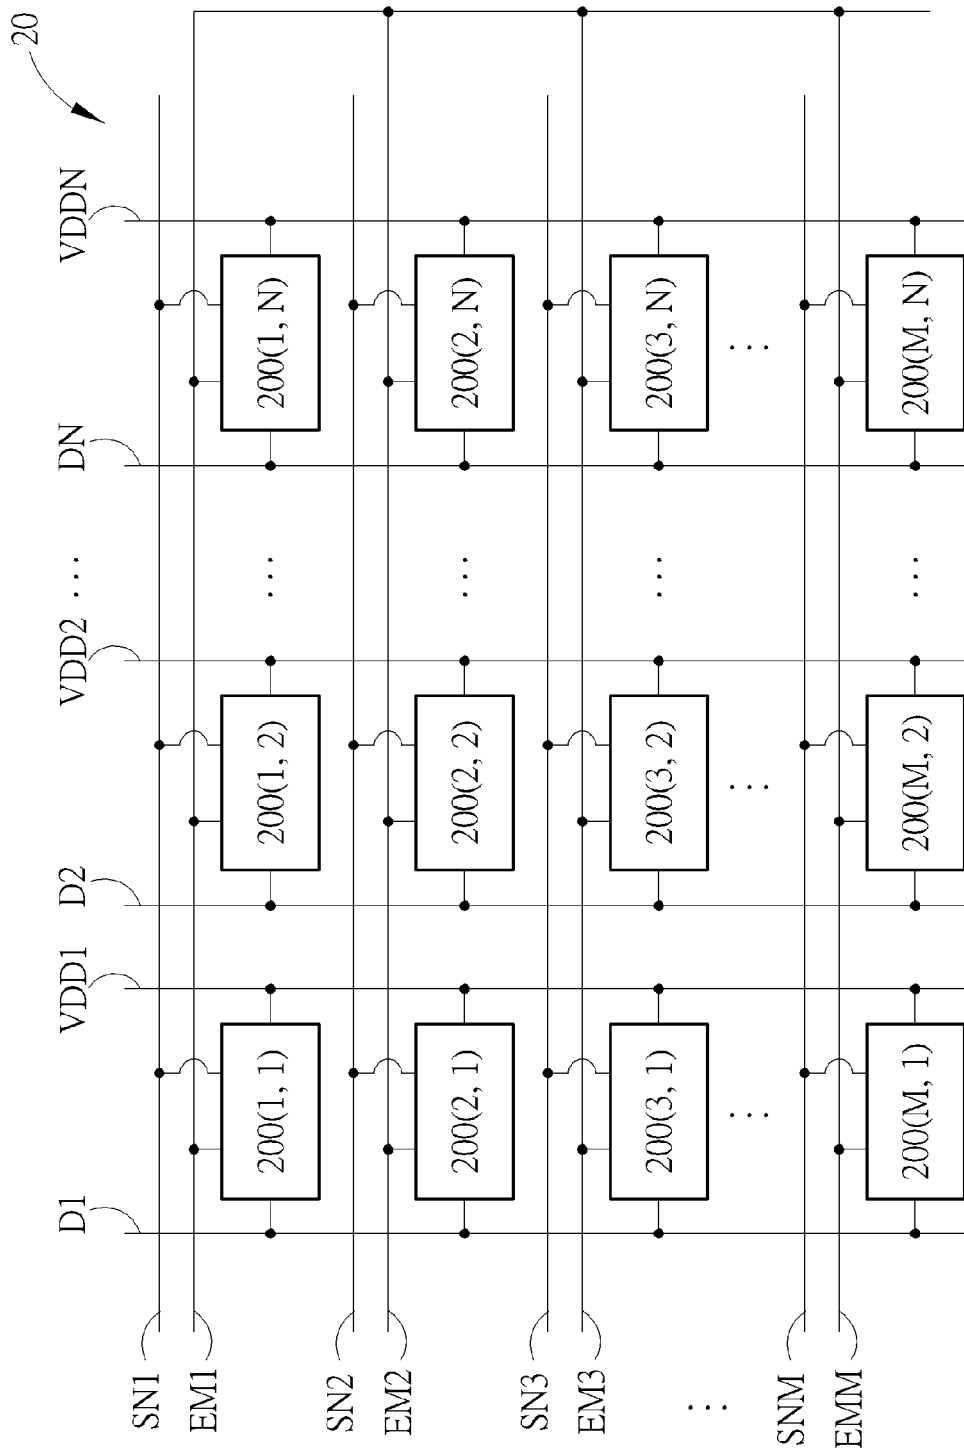 20
D1
VDD1
D2
VDD2
...
DN
VDDN
SN1
EM1
200(1, 1)
200(1, 2)
...
200(1, N)
SN2
EM2
200(2, 1)
200(2, 2)
...
200(2, N)
SN3
EM3
200(3, 1)
200(3, 2)
...
200(3, N)
...
...
...
...
SNM
EMM
200(M, 1)
200(M, 2)
...
200(M, N)